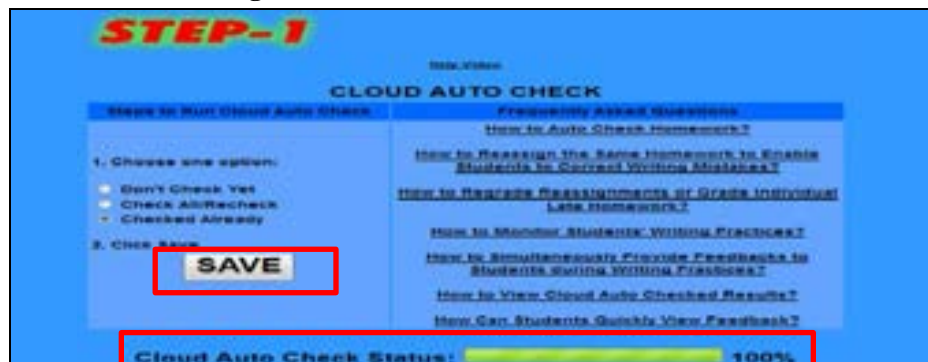 STEP-1
Help Video
CLOUD AUTO CHECK
Steps to Run Cloud Auto Check
Frequently Asked Questions
1. Choose one option:
Don't Check Yet
Check All/Recheck
Checked Already
2. Click Save
SAVE
How to Auto Check Homework?
How to Reassign the Same Homework to Enable
Students to Correct Writing Mistakes?
How to Regrade Reassignments or Grade Individual
Late Homework?
How to Monitor Students' Writing Practices?
How to Simultaneously Provide Feedbacks to
Students during Writing Practices?
How to View Cloud Auto Checked Results?
How Can Students Quickly View Feedback?
Cloud Auto Check Status: 100%